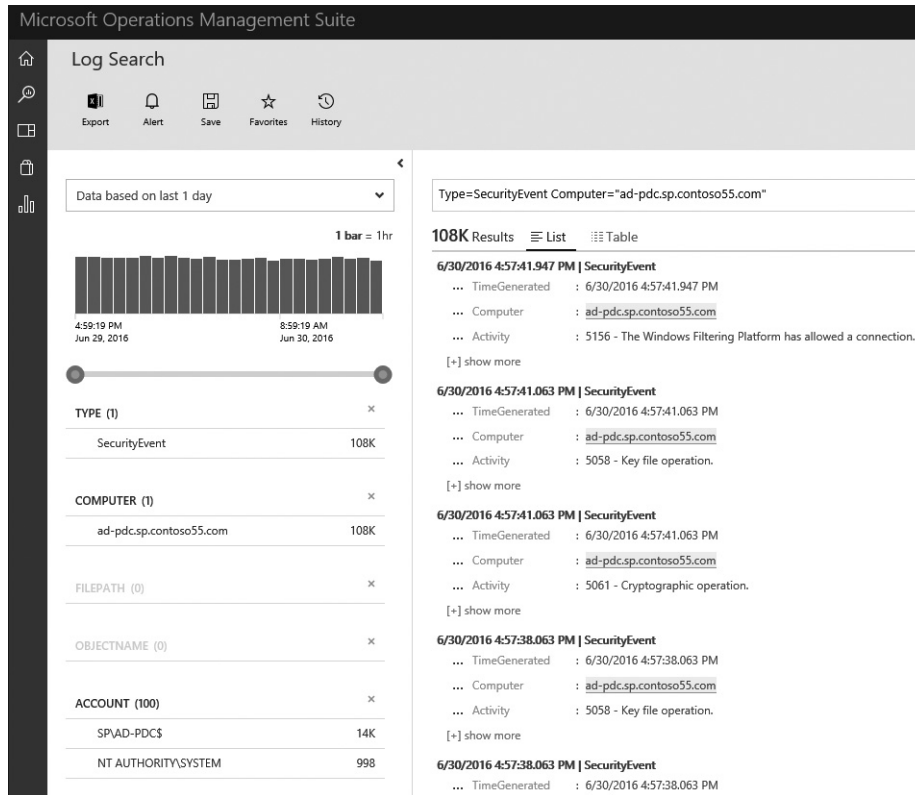 Microsoft Operations Management Suite
Log Search
Export
Alert
Save
Favorites
History
Data based on last 1 day
1 bar = 1hr
4:59:19 PM
Jun 29, 2016
8:59:19 AM
Jun 30, 2016
TYPE (1)
SecurityEvent 108K
COMPUTER (1)
ad-pdc.sp.contoso55.com 108K
FILEPATH (0)
OBJECTNAME (0)
ACCOUNT (100)
SP\AD-PDC$ 14K
NT AUTHORITY\SYSTEM 998
Type=SecurityEvent Computer="ad-pdc.sp.contoso55.com"
108K Results List Table
6/30/2016 4:57:41.947 PM | SecurityEvent
... TimeGenerated : 6/30/2016 4:57:41.947 PM
... Computer : ad-pdc.sp.contoso55.com
... Activity : 5156 - The Windows Filtering Platform has allowed a connection.
[+] show more
6/30/2016 4:57:41.063 PM | SecurityEvent
... TimeGenerated : 6/30/2016 4:57:41.063 PM
... Computer : ad-pdc.sp.contoso55.com
... Activity : 5058 - Key file operation.
[+] show more
6/30/2016 4:57:41.063 PM | SecurityEvent
... TimeGenerated : 6/30/2016 4:57:41.063 PM
... Computer : ad-pdc.sp.contoso55.com
... Activity : 5061 - Cryptographic operation.
[+] show more
6/30/2016 4:57:38.063 PM | SecurityEvent
... TimeGenerated : 6/30/2016 4:57:38.063 PM
... Computer : ad-pdc.sp.contoso55.com
... Activity : 5058 - Key file operation.
[+] show more
6/30/2016 4:57:38.063 PM | SecurityEvent
... TimeGenerated : 6/30/2016 4:57:38.063 PM